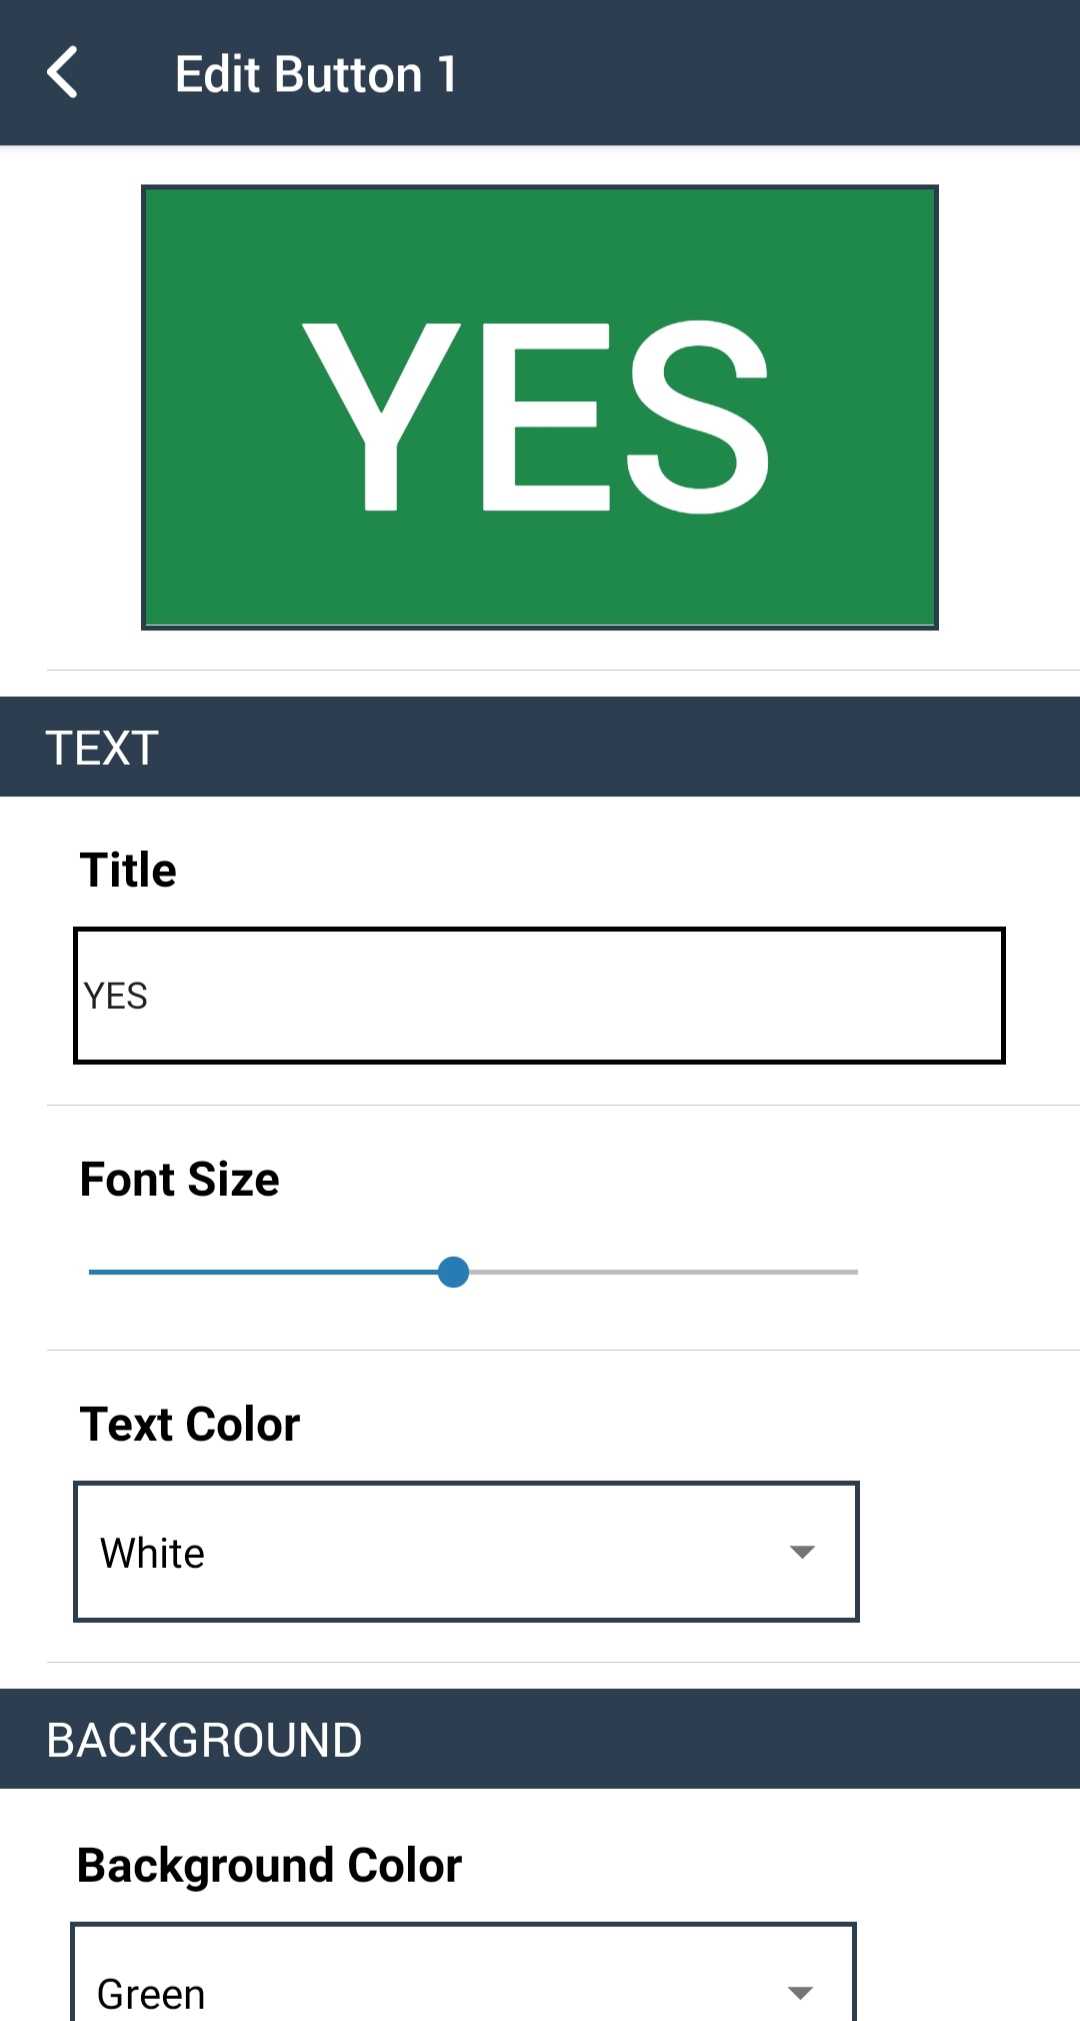 Edit Button 1
YES
TEXT
Title
YES
Font Size
Text Color
White
BACKGROUND
Background Color
Green